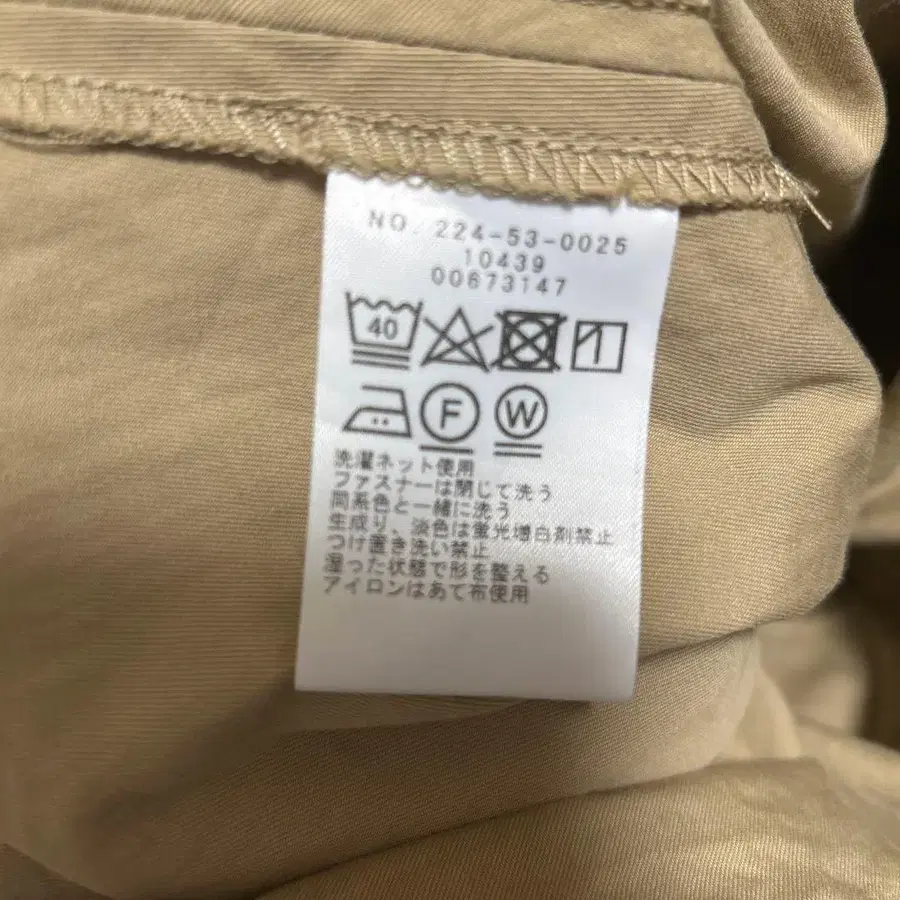 NO. 224-53-0025
10439
00673147
40
F W
洗濯ネット使用
ファスナーは閉じて洗う
同系色と一緒に洗う
生成り、淡色は蛍光増白剤禁止
つけ置き洗い禁止
湿った状態で形を整える
アイロンはあて布使用